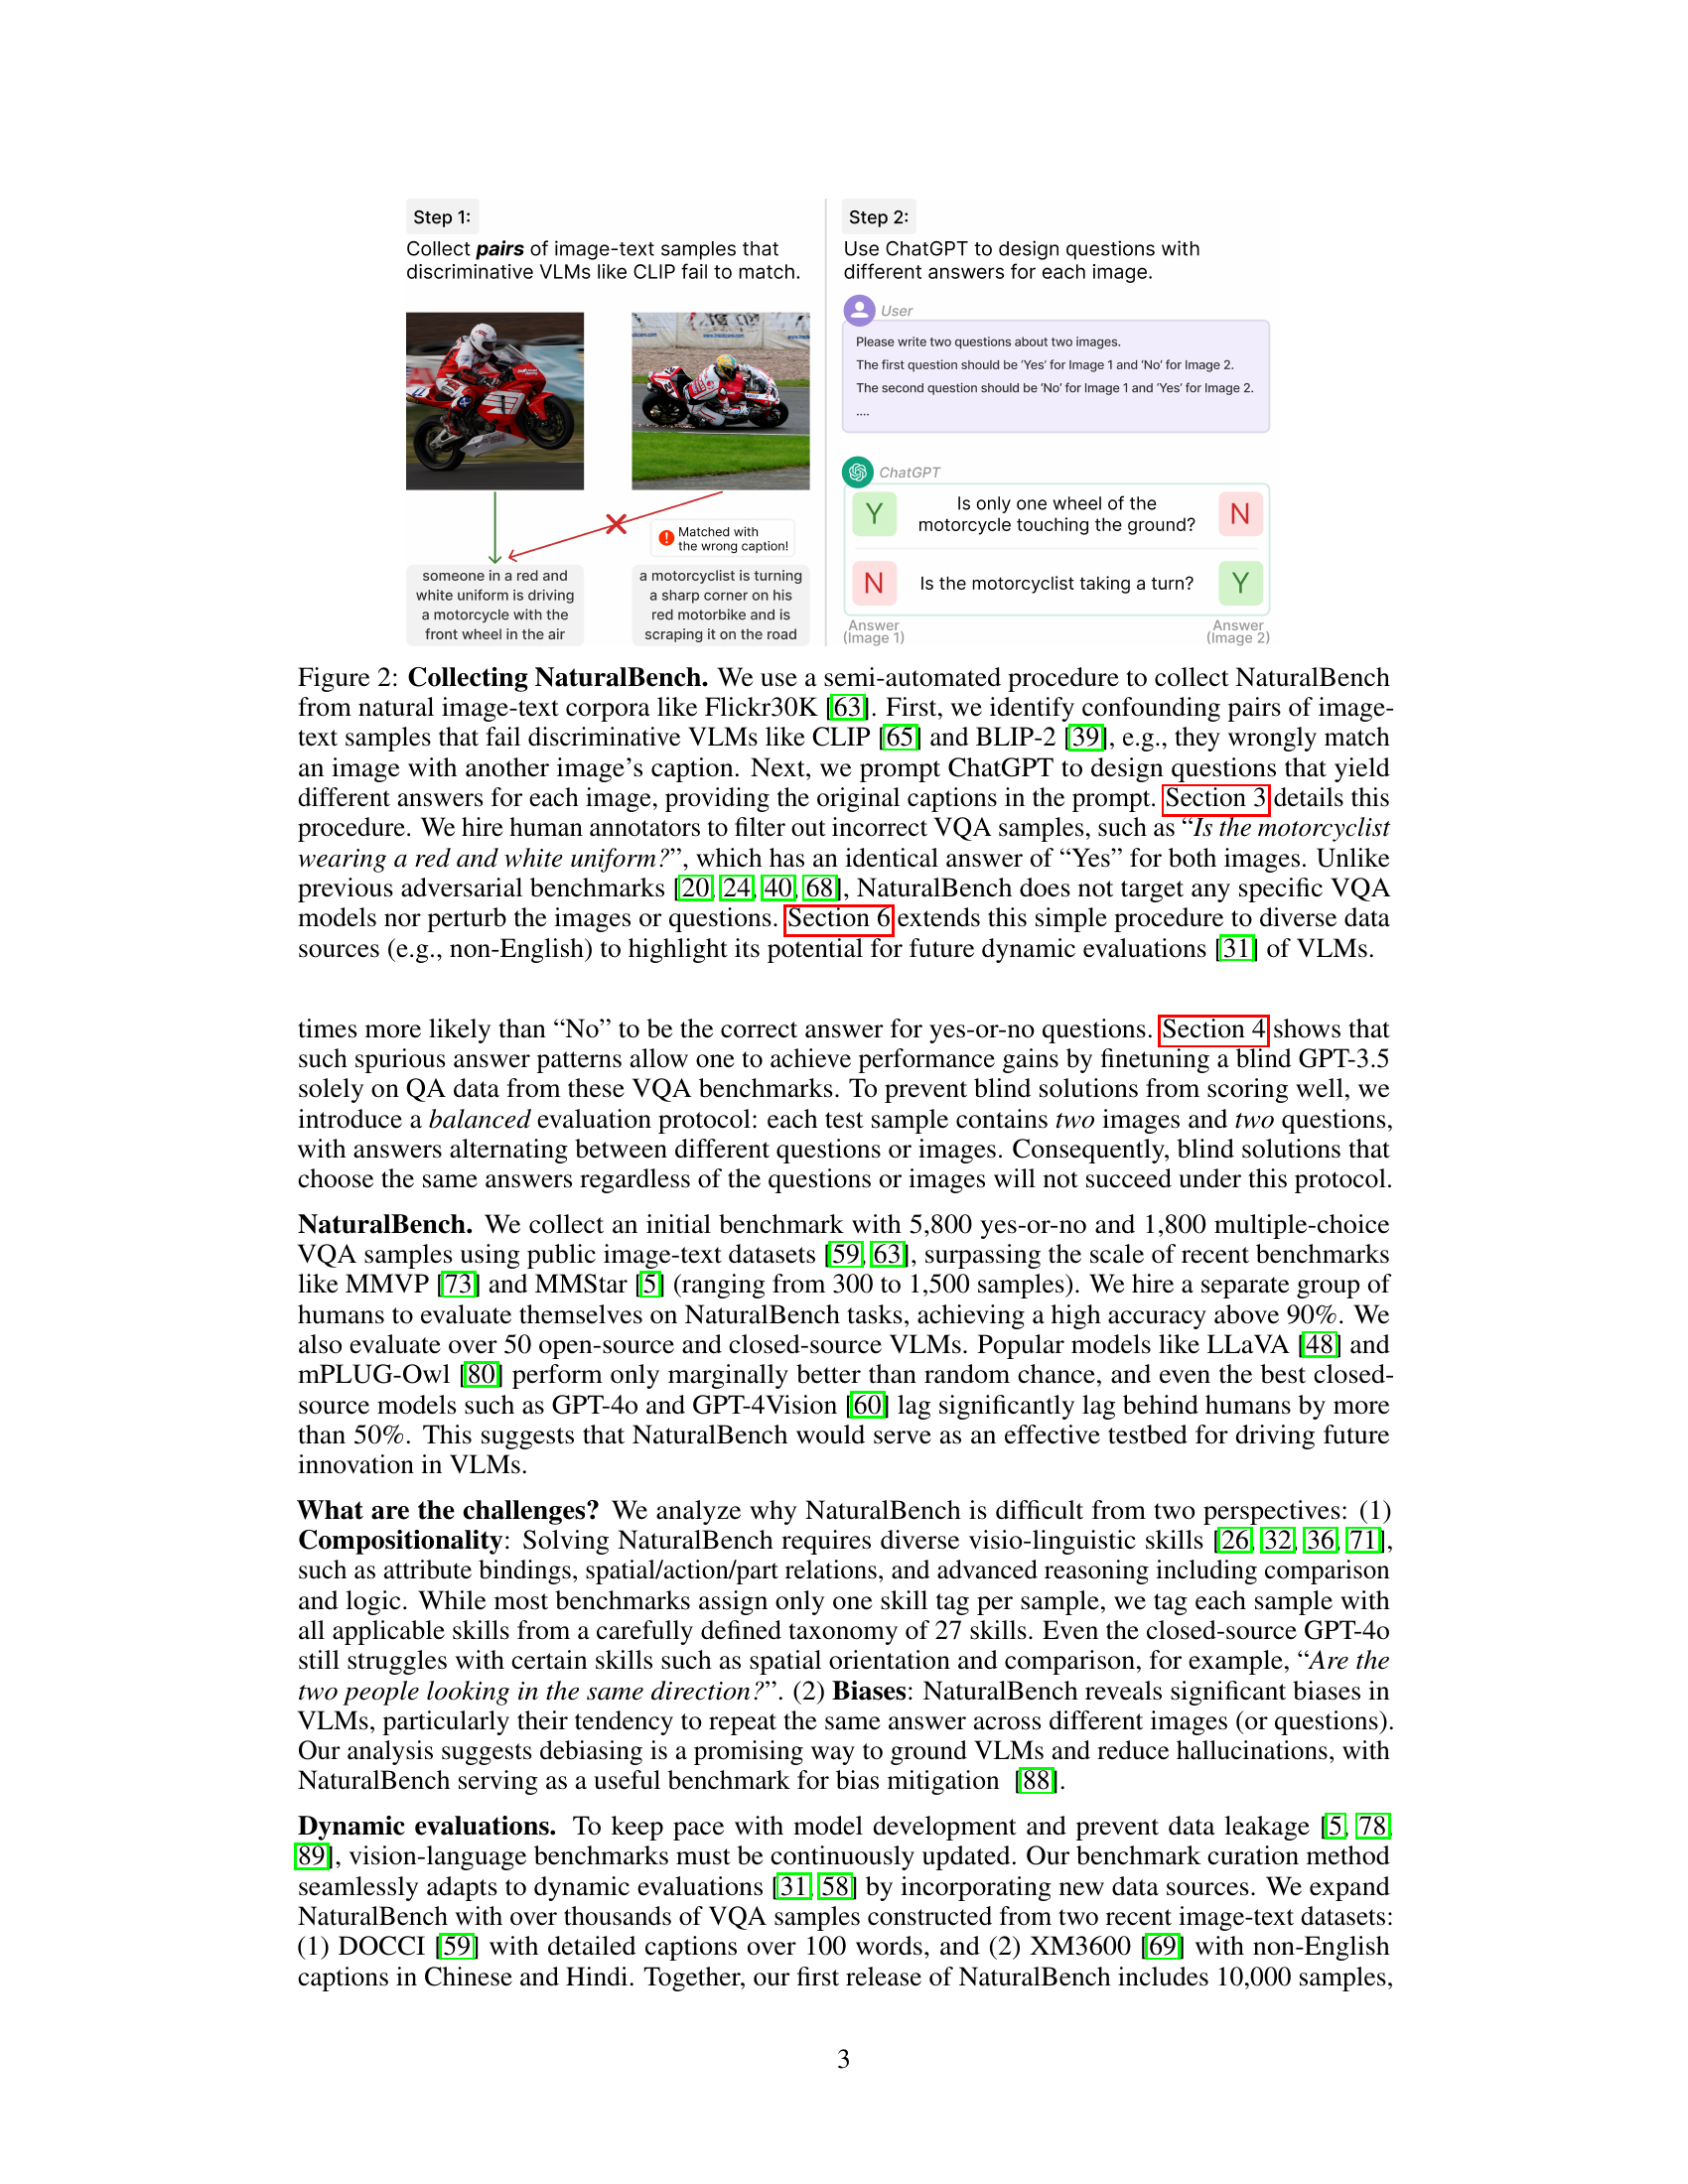 Step 1:
Collect pairs of image-text samples that
discriminative VLMs like CLIP fail to match.
Matched with
the wrong caption!
someone in a red and
white uniform is driving
a motorcycle with the
front wheel in the air
a motorcyclist is turning
a sharp corner on his
red motorbike and is
scraping it on the road
Step 2:
Use ChatGPT to design questions with
different answers for each image.
User
Please write two questions about two images.
The first question should be ‘Yes’ for Image 1 and ‘No’ for Image 2.
The second question should be ‘No’ for Image 1 and ‘Yes’ for Image 2.
....
ChatGPT
Y
Is only one wheel of the
motorcycle touching the ground?
N
N
Is the motorcyclist taking a turn?
Y
Answer
(Image 1)
Answer
(Image 2)
Figure 2: Collecting NaturalBench. We use a semi-automated procedure to collect NaturalBench
from natural image-text corpora like Flickr30K [63]. First, we identify confounding pairs of image-
text samples that fail discriminative VLMs like CLIP [65] and BLIP-2 [39], e.g., they wrongly match
an image with another image’s caption. Next, we prompt ChatGPT to design questions that yield
different answers for each image, providing the original captions in the prompt. Section 3 details this
procedure. We hire human annotators to filter out incorrect VQA samples, such as “Is the motorcyclist
wearing a red and white uniform?”, which has an identical answer of “Yes” for both images. Unlike
previous adversarial benchmarks [20, 24, 40, 68], NaturalBench does not target any specific VQA
models nor perturb the images or questions. Section 6 extends this simple procedure to diverse data
sources (e.g., non-English) to highlight its potential for future dynamic evaluations [31] of VLMs.
times more likely than “No” to be the correct answer for yes-or-no questions. Section 4 shows that
such spurious answer patterns allow one to achieve performance gains by finetuning a blind GPT-3.5
solely on QA data from these VQA benchmarks. To prevent blind solutions from scoring well, we
introduce a balanced evaluation protocol: each test sample contains two images and two questions,
with answers alternating between different questions or images. Consequently, blind solutions that
choose the same answers regardless of the questions or images will not succeed under this protocol.
NaturalBench. We collect an initial benchmark with 5,800 yes-or-no and 1,800 multiple-choice
VQA samples using public image-text datasets [59, 63], surpassing the scale of recent benchmarks
like MMVP [73] and MMStar [5] (ranging from 300 to 1,500 samples). We hire a separate group of
humans to evaluate themselves on NaturalBench tasks, achieving a high accuracy above 90%. We
also evaluate over 50 open-source and closed-source VLMs. Popular models like LLaVA [48] and
mPLUG-Owl [80] perform only marginally better than random chance, and even the best closed-
source models such as GPT-4o and GPT-4Vision [60] lag significantly lag behind humans by more
than 50%. This suggests that NaturalBench would serve as an effective testbed for driving future
innovation in VLMs.
What are the challenges? We analyze why NaturalBench is difficult from two perspectives: (1)
Compositionality: Solving NaturalBench requires diverse visio-linguistic skills [26, 32, 36, 71],
such as attribute bindings, spatial/action/part relations, and advanced reasoning including comparison
and logic. While most benchmarks assign only one skill tag per sample, we tag each sample with
all applicable skills from a carefully defined taxonomy of 27 skills. Even the closed-source GPT-4o
still struggles with certain skills such as spatial orientation and comparison, for example, “Are the
two people looking in the same direction?”. (2) Biases: NaturalBench reveals significant biases in
VLMs, particularly their tendency to repeat the same answer across different images (or questions).
Our analysis suggests debiasing is a promising way to ground VLMs and reduce hallucinations, with
NaturalBench serving as a useful benchmark for bias mitigation [88].
Dynamic evaluations. To keep pace with model development and prevent data leakage [5, 78,
89], vision-language benchmarks must be continuously updated. Our benchmark curation method
seamlessly adapts to dynamic evaluations [31, 58] by incorporating new data sources. We expand
NaturalBench with over thousands of VQA samples constructed from two recent image-text datasets:
(1) DOCCI [59] with detailed captions over 100 words, and (2) XM3600 [69] with non-English
captions in Chinese and Hindi. Together, our first release of NaturalBench includes 10,000 samples,
3